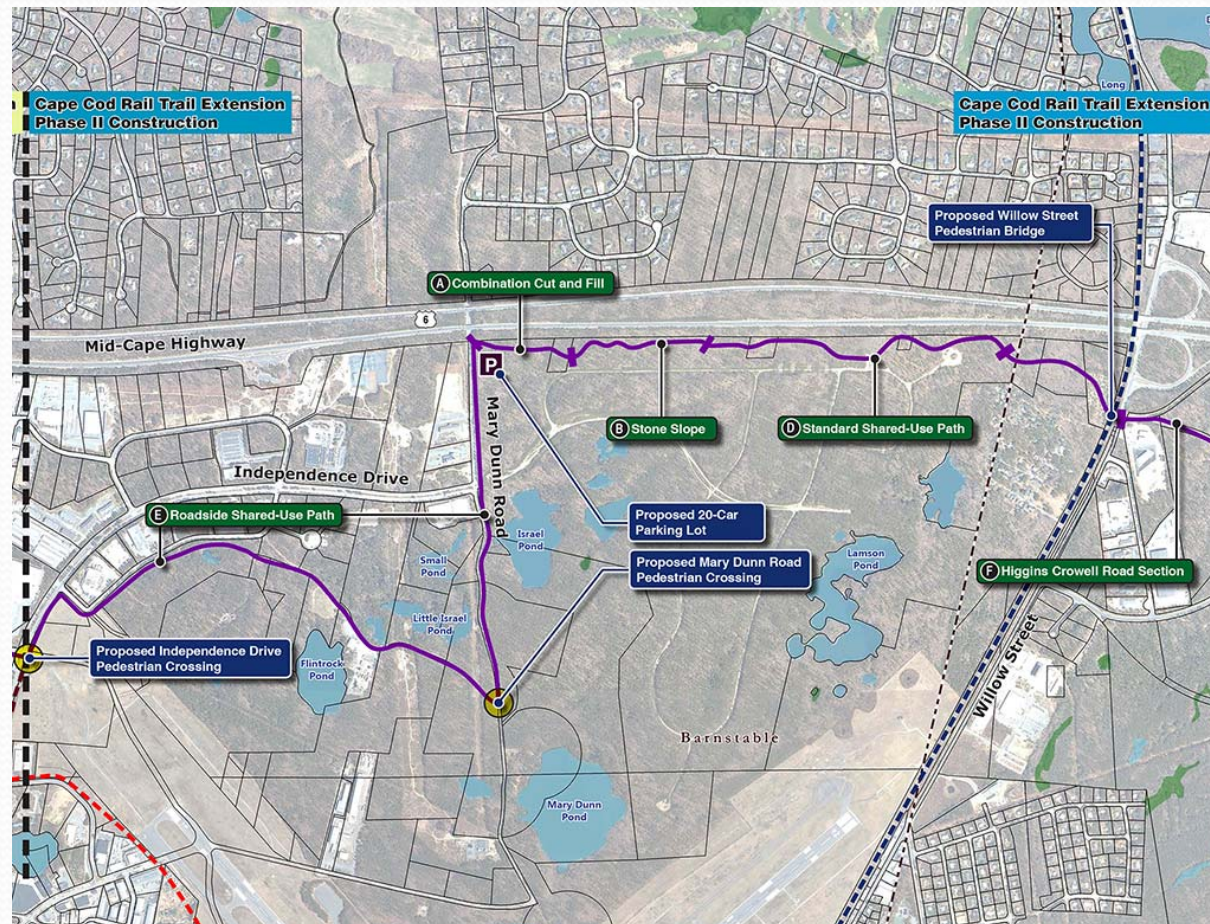 Cape Cod Rail Trail Extension
Phase II Construction
Cape Cod Rail Trail Extension
Phase II Construction
Long
Proposed Willow Street
Pedestrian Bridge
A Combination Cut and Fill
6
Mid-Cape Highway
P
Mary Dunn Road
B Stone Slope
D Standard Shared-Use Path
Independence Drive
E Roadside Shared-Use Path
Proposed 20-Car
Parking Lot
Israel
Pond
Small
Pond
Lamson
Pond
Proposed Mary Dunn Road
Pedestrian Crossing
F Higgins Crowell Road Section
Little Israel
Pond
Willow Street
Proposed Independence Drive
Pedestrian Crossing
Flintrock
Pond
Barnstable
Mary Dunn
Pond